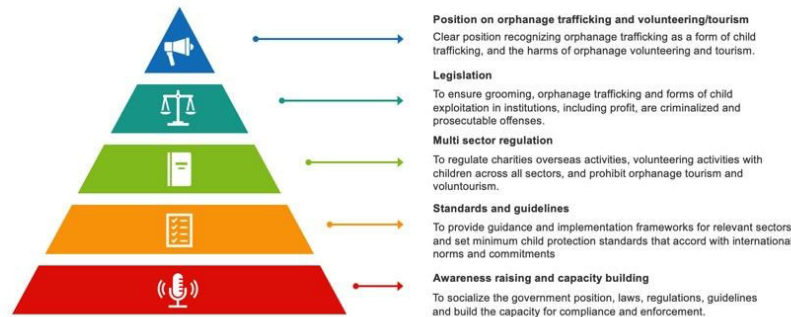 Position on orphanage trafficking and volunteering/tourism
Clear position recognizing orphanage trafficking as a form of child
trafficking, and the harms of orphanage volunteering and tourism.
Legislation
To ensure grooming, orphanage trafficking and forms of child
exploitation in institutions, including profit, are criminalized and
prosecutable offenses.
Multi sector regulation
To regulate charities overseas activities, volunteering activities with
children across all sectors, and prohibit orphanage tourism and
voluntourism.
Standards and guidelines
To provide guidance and implementation frameworks for relevant sectors
and set minimum child protection standards that accord with international
norms and commitments
Awareness raising and capacity building
To socialize the government position, laws, regulations, guidelines
and build the capacity for compliance and enforcement.